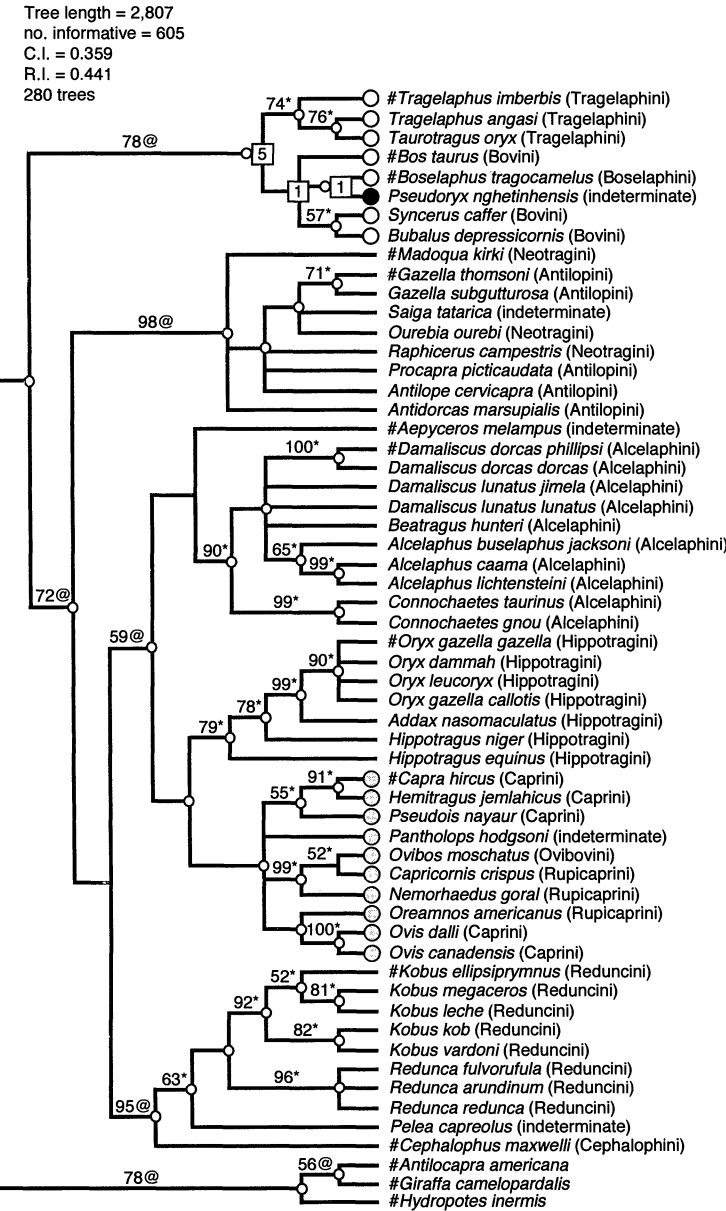 Tree length = 2,807
no. informative = 605
C.I. = 0.359
R.I. = 0.441
280 trees
74*
#Tragelaphus imberbis (Tragelaphini)
76*
Tragelaphus angasi (Tragelaphini)
Taurotragus oryx (Tragelaphini)
78@
5
#Bos taurus (Bovini)
#Boselaphus tragocamelus (Boselaphini)
1
1
Pseudoryx nghetinhensis (indeterminate)
57*
Syncerus caffer (Bovini)
Bubalus depressicornis (Bovini)
#Madoqua kirki (Neotragini)
71*
#Gazella thomsoni (Antilopini)
Gazella subgutturosa (Antilopini)
Saiga tatarica (indeterminate)
98@
Ourebia ourebi (Neotragini)
Raphicerus campestris (Neotragini)
Procapra picticaudata (Antilopini)
Antilope cervicapra (Antilopini)
Antidorcas marsupialis (Antilopini)
#Aepyceros melampus (indeterminate)
100*
#Damaliscus dorcas phillipsi (Alcelaphini)
Damaliscus dorcas dorcas (Alcelaphini)
Damaliscus lunatus jimela (Alcelaphini)
Damaliscus lunatus lunatus (Alcelaphini)
Beatragus hunteri (Alcelaphini)
90*
65*
Alcelaphus buselaphus jacksoni (Alcelaphini)
99*
Alcelaphus caama (Alcelaphini)
Alcelaphus lichtensteini (Alcelaphini)
72@
99*
Connochaetes taurinus (Alcelaphini)
Connochaetes gnou (Alcelaphini)
59@
#Oryx gazella gazella (Hippotragini)
90*
Oryx dammah (Hippotragini)
Oryx leucoryx (Hippotragini)
99*
Oryx gazella callotis (Hippotragini)
78*
Addax nasomaculatus (Hippotragini)
79*
Hippotragus niger (Hippotragini)
Hippotragus equinus (Hippotragini)
91*
#Capra hircus (Caprini)
55*
Hemitragus jemlahicus (Caprini)
Pseudois nayaur (Caprini)
Pantholops hodgsoni (indeterminate)
52*
Ovibos moschatus (Ovibovini)
99*
Capricornis crispus (Rupicaprini)
Nemorhaedus goral (Rupicaprini)
Oreamnos americanus (Rupicaprini)
100*
Ovis dalli (Caprini)
Ovis canadensis (Caprini)
52*
#Kobus ellipsiprymnus (Reduncini)
92*
81*
Kobus megaceros (Reduncini)
Kobus leche (Reduncini)
82*
Kobus kob (Reduncini)
Kobus vardoni (Reduncini)
Redunca fulvorufula (Reduncini)
63*
96*
Redunca arundinum (Reduncini)
95@
Redunca redunca (Reduncini)
Pelea capreolus (indeterminate)
#Cephalophus maxwelli (Cephalophini)
56@
#Antilocapra americana
78@
#Giraffa camelopardalis
#Hydropotes inermis